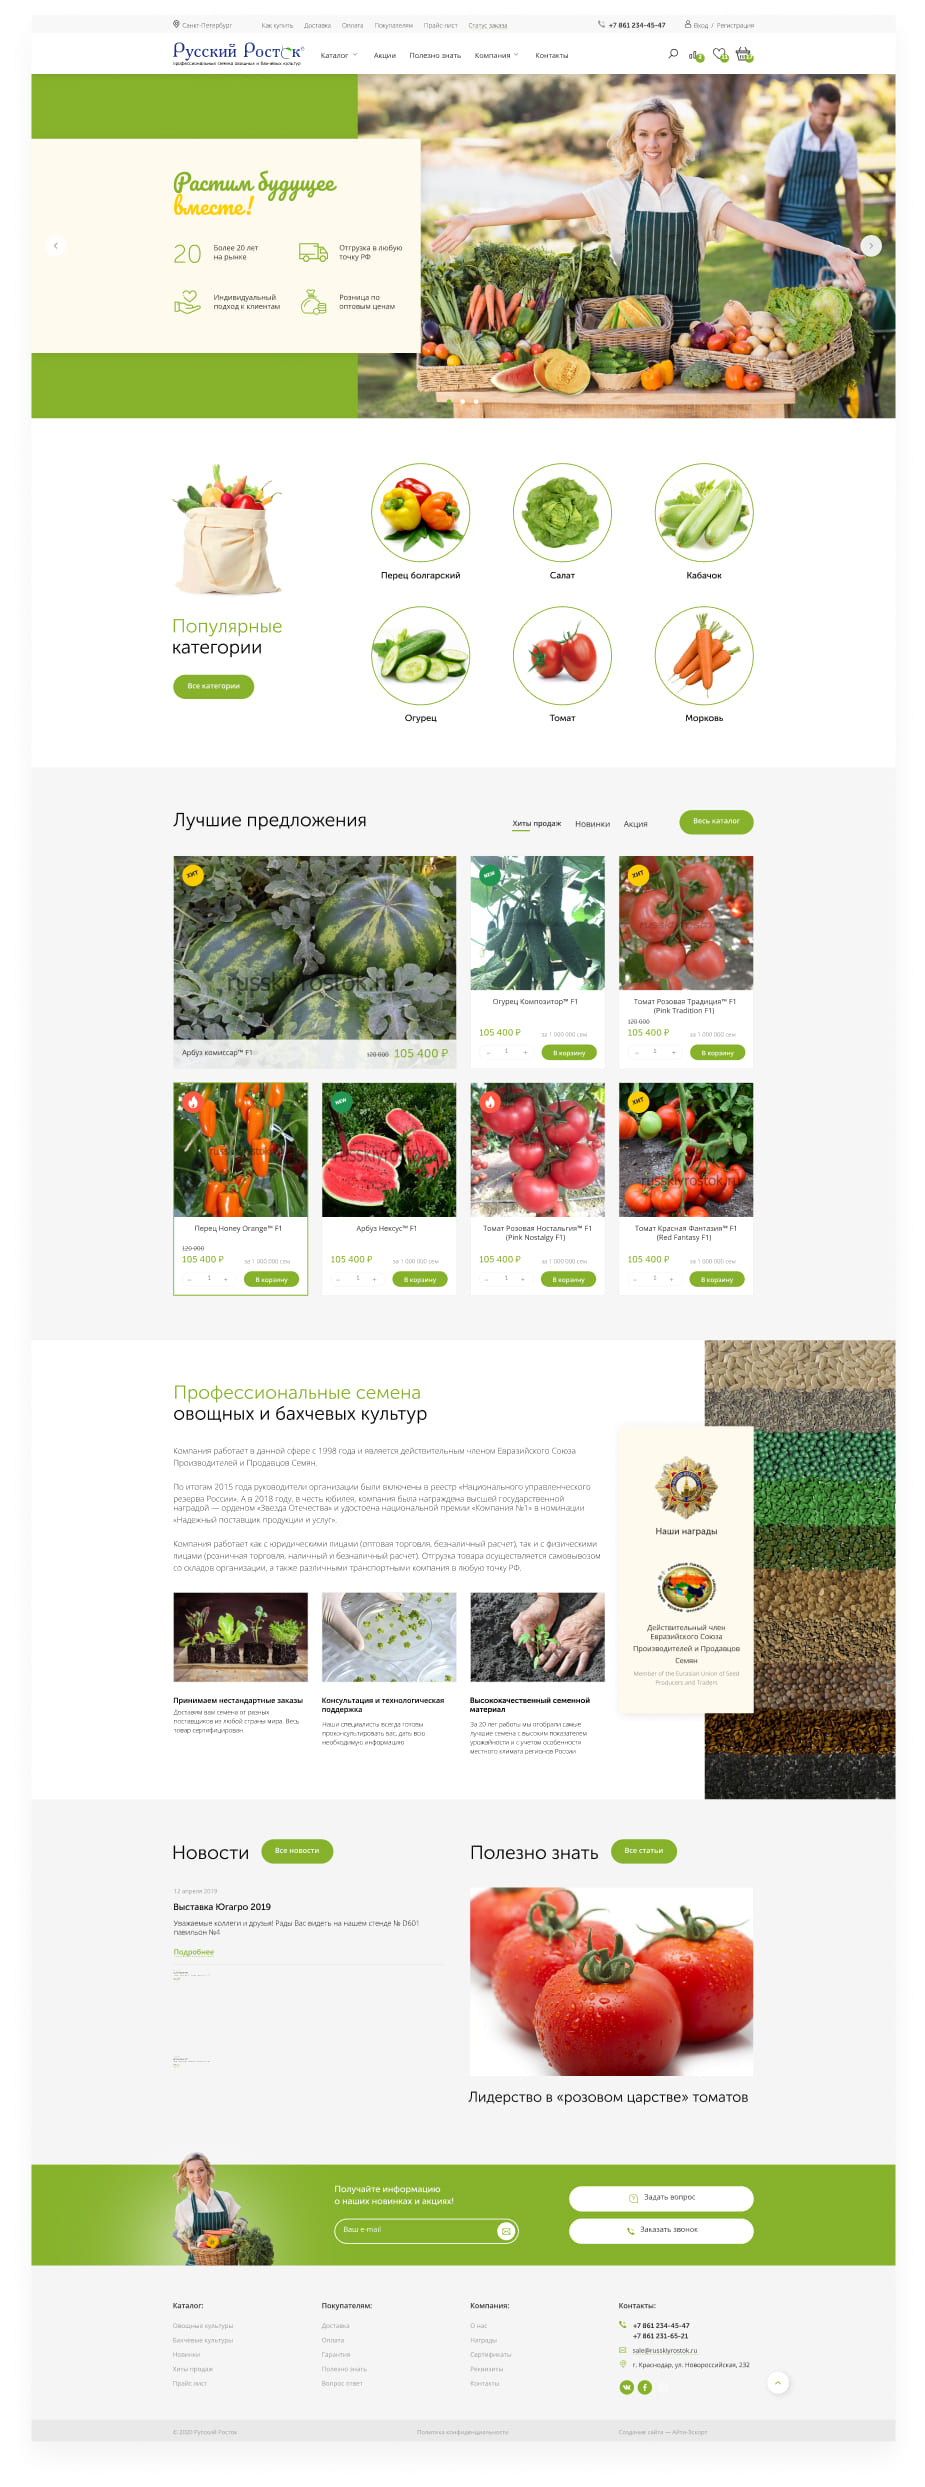 Санкт-Петербург
Как купить
Доставка
Оплата
Покупателям
Прайс-лист
Статус заказа
+7 861 234-45-47
Вход / Регистрация
Русский Росток®
профессиональные семена овощных и бахчевых культур
Каталог
Акции
Полезно знать
Компания
Контакты
Растим будущее
вместе!
20
Более 20 лет
на рынке
Отгрузка в любую
точку РФ
Индивидуальный
подход к клиентам
Розница по
оптовым ценам
Перец болгарский
Салат
Кабачок
Популярные
категории
Все категории
Огурец
Томат
Морковь
Лучшие предложения
Хиты продаж
Новинки
Акция
Весь каталог
ХИТ
russkiyrostok.ru
Арбуз комиссар™ F1
120 000
105 400 ₽
NEW
Огурец Композитор™ F1
105 400 ₽
за 1 000 000 сем
– 1 +
В корзину
ХИТ
Томат Розовая Традиция™ F1
(Pink Tradition F1)
120 000
105 400 ₽
за 1 000 000 сем
– 1 +
В корзину
russkiyrostok.ru
Перец Honey Orange™ F1
120 000
105 400 ₽
за 1 000 000 сем
– 1 +
В корзину
NEW
russkiyrostok.ru
Арбуз Нексус™ F1
105 400 ₽
за 1 000 000 сем
– 1 +
В корзину
Томат Розовая Ностальгия™ F1
(Pink Nostalgy F1)
105 400 ₽
за 1 000 000 сем
– 1 +
В корзину
ХИТ
russkiyrostok.ru
Томат Красная Фантазия™ F1
(Red Fantasy F1)
105 400 ₽
за 1 000 000 сем
– 1 +
В корзину
Профессиональные семена
овощных и бахчевых культур
Компания работает в данной сфере с 1998 года и является действительным членом Евразийского Союза
Производителей и Продавцов Семян.
По итогам 2015 года руководители организации были включены в реестр «Национального управленческого
резерва России». А в 2018 году, в честь юбилея, компания была награждена высшей государственной
наградой — орденом «Звезда Отечества» и удостоена национальной премии «Компания №1» в номинации
«Надежный поставщик продукции и услуг».
Компания работает как с юридическими лицами (оптовая торговля, безналичный расчет), так и с физическими
лицами (розничная торговля, наличный и безналичный расчет). Отгрузка товара осуществляется самовывозом
со складов организации, а также различными транспортными компания в любую точку РФ.
Наши награды
Действительный член
Евразийского Союза
Производителей и Продавцов
Семян
Member of the Eurasian Union of Seed
Producers and Traders
Принимаем нестандартные заказы
Доставим вам семена от разных
поставщиков из любой страны мира. Весь
товар сертифицирован
Консультация и технологическая
поддержка
Наши специалисты всегда готовы
проконсультировать вас, дать всю
необходимую информацию
Высококачественный семенной
материал
За 20 лет работы мы отобрали самые
лучшие семена с высоким показателем
урожайности и с учетом особенности
местного климата регионов России
Новости
Все новости
12 апреля 2019
Выставка Югагро 2019
Уважаемые коллеги и друзья! Рады Вас видеть на нашем стенде № D601
павильон №4
Подробнее
Полезно знать
Все статьи
Лидерство в «розовом царстве» томатов
Получайте информацию
о наших новинках и акциях!
Ваш e-mail
Задать вопрос
Заказать звонок
Каталог:
Овощные культуры
Бахчевые культуры
Новинки
Хиты продаж
Прайс лист
Покупателям:
Доставка
Оплата
Гарантия
Полезно знать
Вопрос ответ
Компания:
О нас
Награды
Сертификаты
Реквизиты
Контакты
Контакты:
+7 861 234-45-47
+7 861 231-65-21
sale@russkiyrostok.ru
г. Краснодар, ул. Новороссийская, 232
© 2020 Русский Росток
Политика конфиденциальности
Создание сайта — Айти-Эскорт